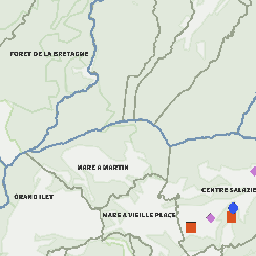 FORET DE LA BRETAGNE
MARE A MARTIN
CENTRE SALAZIE
GRAND ILET
MARE A VIEILLE PLACE